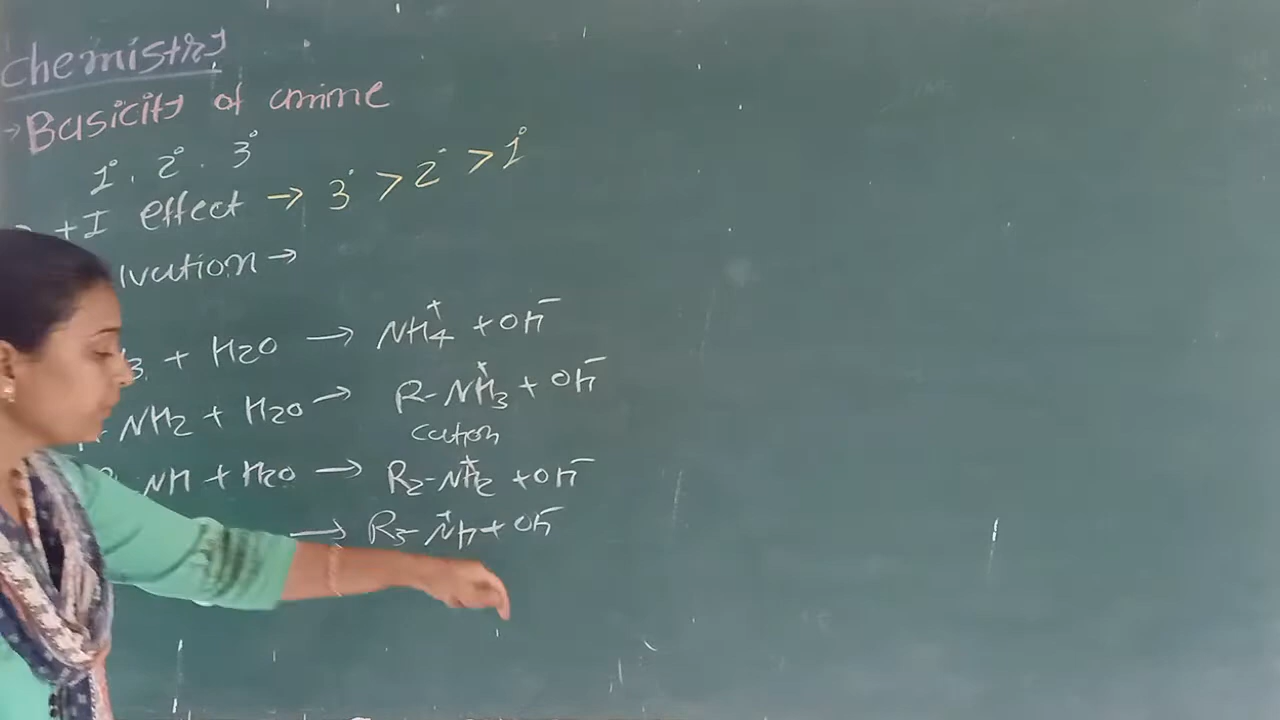 Chemistry
→ Basicity of amine
1°, 2°. 3°
+I effect → 3° > 2° > 1°
lvation →
3 + H2O → NH4+ + OH-
NH2 + H2O → R-NH3+ + OH-
cation
NH + H2O → R2-NH2+ + OH-
→ R3-NH+ + OH-